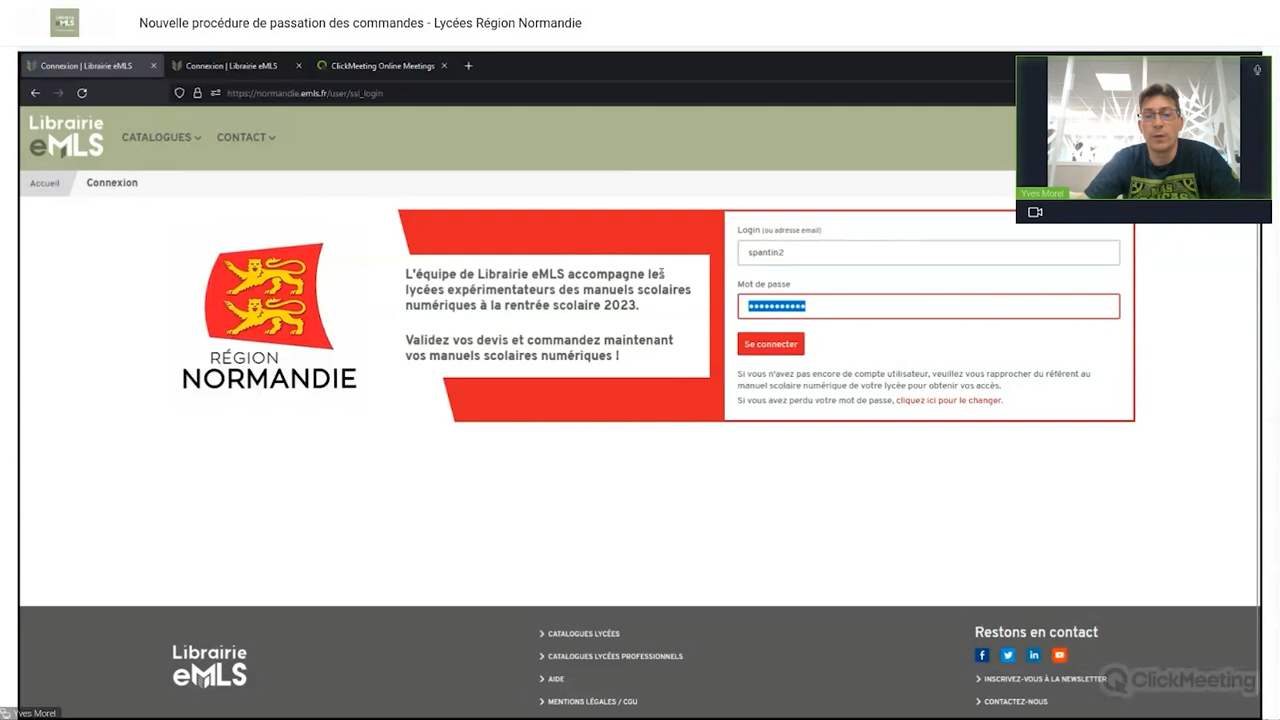 Librairie eMLS
Nouvelle procédure de passation des commandes - Lycées Région Normandie
Connexion | Librairie eMLS
Connexion | Librairie eMLS
ClickMeeting Online Meetings
https://normandie.emls.fr/user/ssi_login
Librairie
eMLS
CATALOGUES
CONTACT
Accueil
Connexion
Yves Morel
RÉGION
NORMANDIE
L'équipe de Librairie eMLS accompagne les
lycées expérimentateurs des manuels scolaires
numériques à la rentrée scolaire 2023.
Validez vos devis et commandez maintenant
vos manuels scolaires numériques !
Login (ou adresse email)
spantin2
Mot de passe
•••••••••••
Se connecter
Si vous n'avez pas encore de compte utilisateur, veuillez vous rapprocher du référent au
manuel scolaire numérique de votre lycée pour obtenir vos accès.
Si vous avez perdu votre mot de passe, cliquez ici pour le changer.
Librairie
eMLS
CATALOGUES LYCÉES
CATALOGUES LYCÉES PROFESSIONNELS
AIDE
MENTIONS LÉGALES / CGU
Restons en contact
INSCRIVEZ-VOUS À LA NEWSLETTER
CONTACTEZ-NOUS
ClickMeeting
Yves Morel